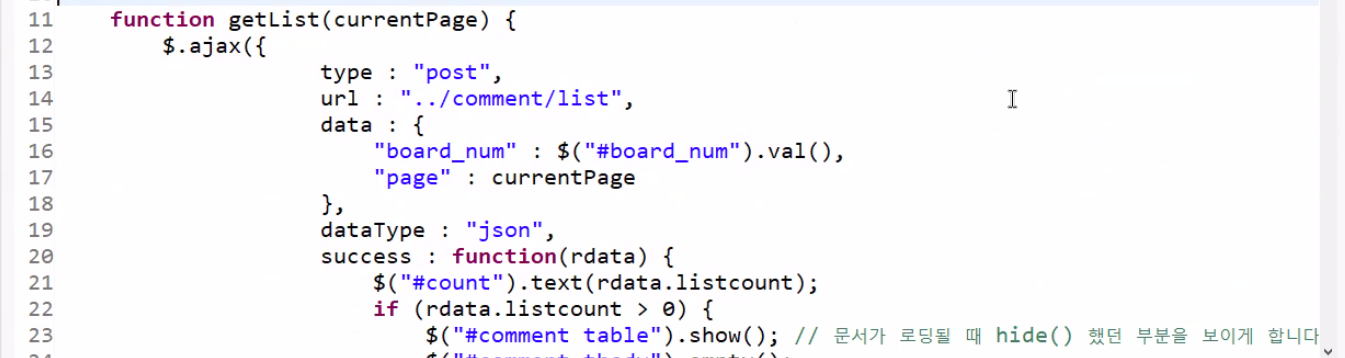 11 function getList(currentPage) {
12 $.ajax({
13 type : "post",
14 url : "../comment/list",
15 data : {
16 "board_num" : $("#board_num").val(),
17 "page" : currentPage
18 },
19 dataType : "json",
20 success : function(rdata) {
21 $("#count").text(rdata.listcount);
22 if (rdata.listcount > 0) {
23 $("#comment table").show(); // 문서가 로딩될 때 hide() 했던 부분을 보이게 합니다
24 $("#comment tbody").empty();